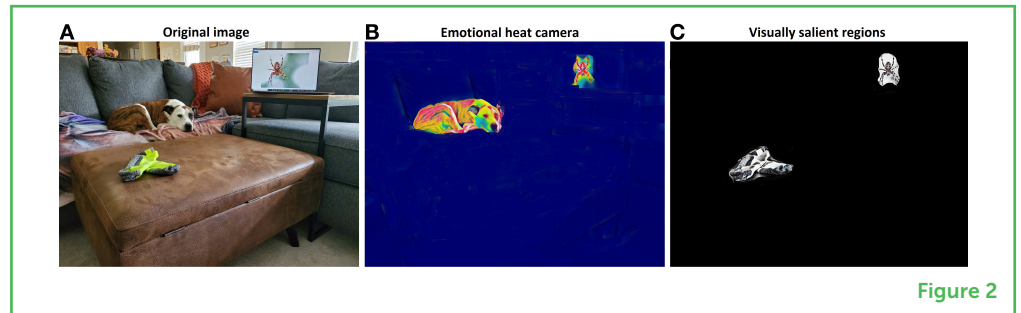 A Original image
B Emotional heat camera
C Visually salient regions
Figure 2